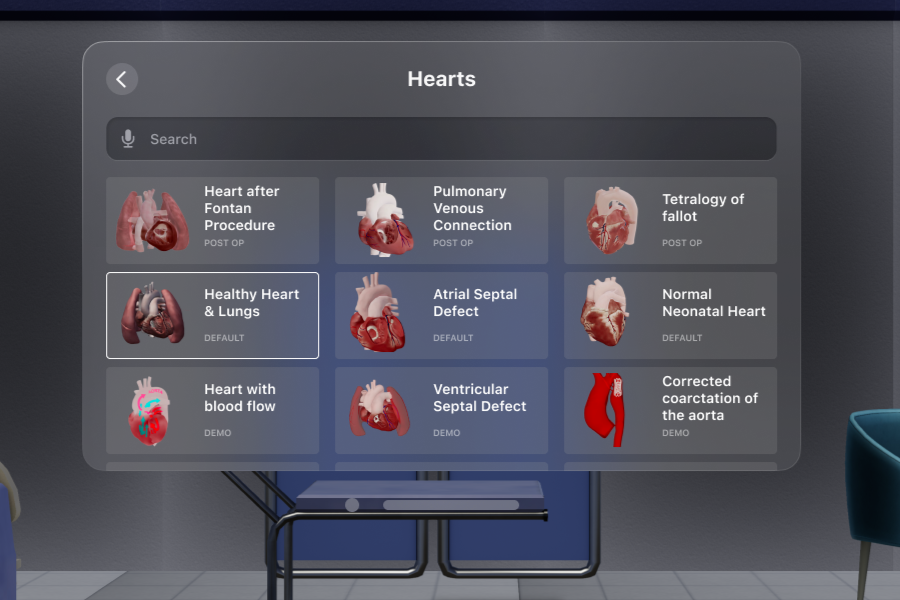 Hearts
Search
Heart after
Fontan
Procedure
POST OP
Pulmonary
Venous
Connection
POST OP
Tetralogy of
fallot
POST OP
Healthy Heart
& Lungs
DEFAULT
Atrial Septal
Defect
DEFAULT
Normal
Neonatal Heart
DEFAULT
Heart with
blood flow
DEMO
Ventricular
Septal Defect
DEMO
Corrected
coarctation of
the aorta
DEMO